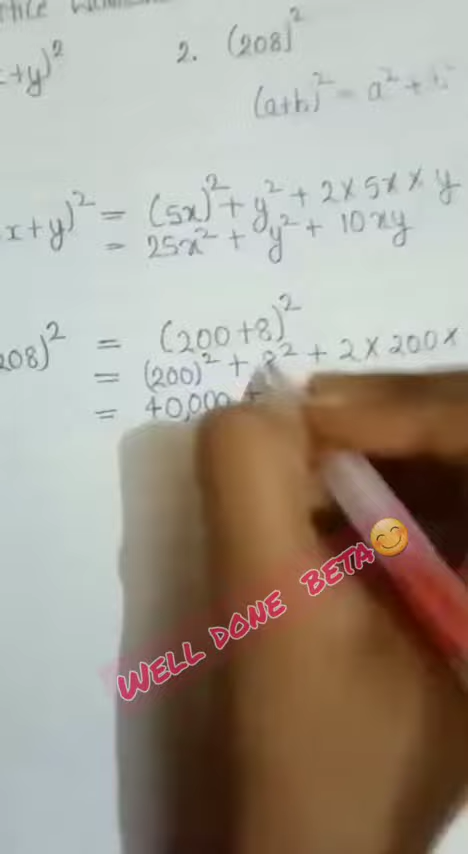 +y)² 2. (208)²
(a+b)² = a² +
x+y)² = (5x)² + y² + 2 × 5x × y
= 25x² + y² + 10xy
208)² = (200+8)²
= (200)² + 8² + 2 × 200 ×
= 40,000 +
WELL DONE BETA😊